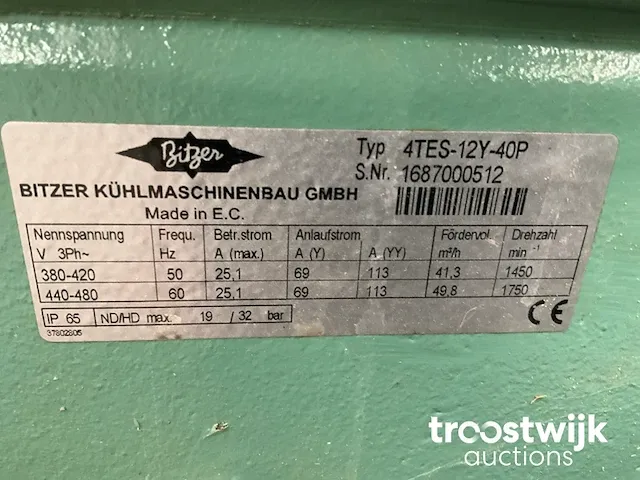 Bitzer
Typ 4TES-12Y-40P
S.Nr. 1687000512
BITZER KÜHLMASCHINENBAU GMBH
Made in E.C.
Nennspannung Frequ. Betr.strom Anlaufstrom Fördervol. Drehzahl
V 3Ph~ Hz A (max.) A (Y) A (YY) m³/h min -1
380-420 50 25,1 69 113 41,3 1450
440-480 60 25,1 69 113 49,8 1750
IP 65 ND/HD max. 19 / 32 bar
CE
37802805
troostwijk
auctions